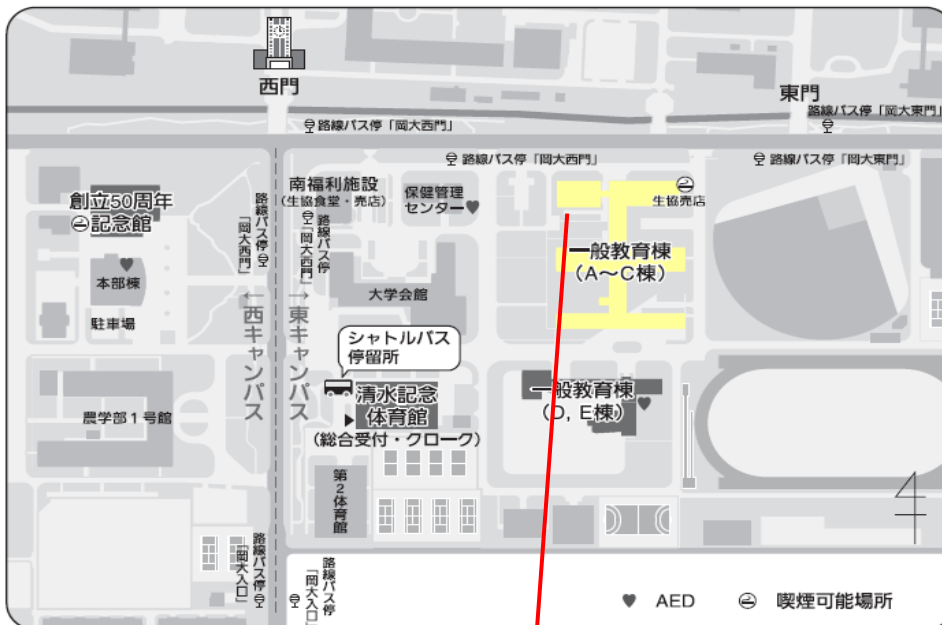 西門
東門
路線バス停「岡大西門」
路線バス停「岡大東門」
路線バス停「岡大西門」
路線バス停「岡大東門」
創立50周年
記念館
路線バス停
「岡大西門」
南福利施設
(生協食堂・売店)
路線バス停
「岡大西門」
保健管理
センター
生協売店
一般教育棟
(A〜C棟)
本部棟
大学会館
駐車場
←西キャンパス
→東キャンパス
シャトルバス
停留所
清水記念
体育館
(総合受付・クローク)
一般教育棟
(D, E棟)
農学部1号館
第2体育館
路線バス停
「岡大入口」
路線バス停
「岡大入口」
AED
喫煙可能場所